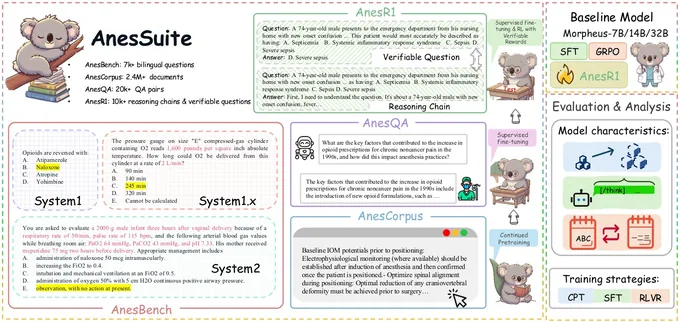 AnesSuite
AnesBench: 7k+ bilingual questions
AnesCorpus: 2.4M+ documents
AnesQA: 20k+ QA pairs
AnesR1: 10k+ reasoning chains & verifiable questions
AnesR1
Question: A 74-year-old male presents to the emergency department from his nursing
home with new onset confusion ... This patient would most accurately be described as
having: A. Septicemia B. Systemic inflammatory response syndrome C. Sepsis D.
Severe sepsis
Answer: D. Severe sepsis
Verifiable Question
Question: A 74-year-old male presents to the emergency department from his nursing
home with new onset confusion ... as having: A. Septicemia B. Systemic inflammatory
response syndrome C. Sepsis D. Severe sepsis
Answer: First, I need to understand the question. It's about a 74-year-old male with new
onset confusion, fever...
Reasoning Chain
Supervised
fine-tuning
& RL with
Verifiable
Rewards
Baseline Model
Morpheus-7B/14B/32B
SFT
GRPO
AnesR1
Opioids are reversed with:
A. Atipamezole
B. Naloxone
C. Atropine
D. Yohimbine
System1
The pressure gauge on size "E" compressed-gas cylinder
containing O2 reads 1,600 pounds per square inch absolute
temperature. How long could O2 be delivered from this
cylinder at a rate of 2 L/min?
A. 90 min
B. 140 min
C. 245 min
D. 320 min
E. Cannot be calculated
System1.x
You are asked to evaluate a 2000 g male infant three hours after vaginal delivery because of a
respiratory rate of 50/min, pulse rate of 115 bpm, and the following arterial blood gas values
while breathing room air: PaO2 64 mmHg, PaCO2 43 mmHg, and pH 7.33. His mother received
meperidine 75 mg two hours before delivery. Appropriate management includes
A. administration of naloxone 50 mcg intramuscularly.
B. increasing the FiO2 to 0.4.
C. intubation and mechanical ventilation at an FiO2 of 0.5.
D. administration of oxygen 50% with 5 cmH2O continuous positive airway pressure.
E. observation, with no action at present.
System2
AnesBench
AnesQA
What are the key factors that contributed to the increase in
opioid prescriptions for chronic noncancer pain in the 1990s,
and how did this impact anesthesia practices?
The key factors that contributed to the increase in opioid
prescriptions for chronic noncancer pain in the 1990s include
the introduction of new opioid formulations, such as …
Supervised
fine-tuning
AnesCorpus
Baseline IOM potentials prior to positioning:
Electrophysiological monitoring (where available) should be
established after induction of anesthesia and then confirmed
once the patient is positioned- Optimize spinal alignment
during positioning: Optimal reduction of any craniovertebral
deformity must be achieved prior to surgery…
Continued
Pretraining
Evaluation & Analysis
Model characteristics:
[/think]
ABC
Training strategies:
CPT
SFT
RLVR